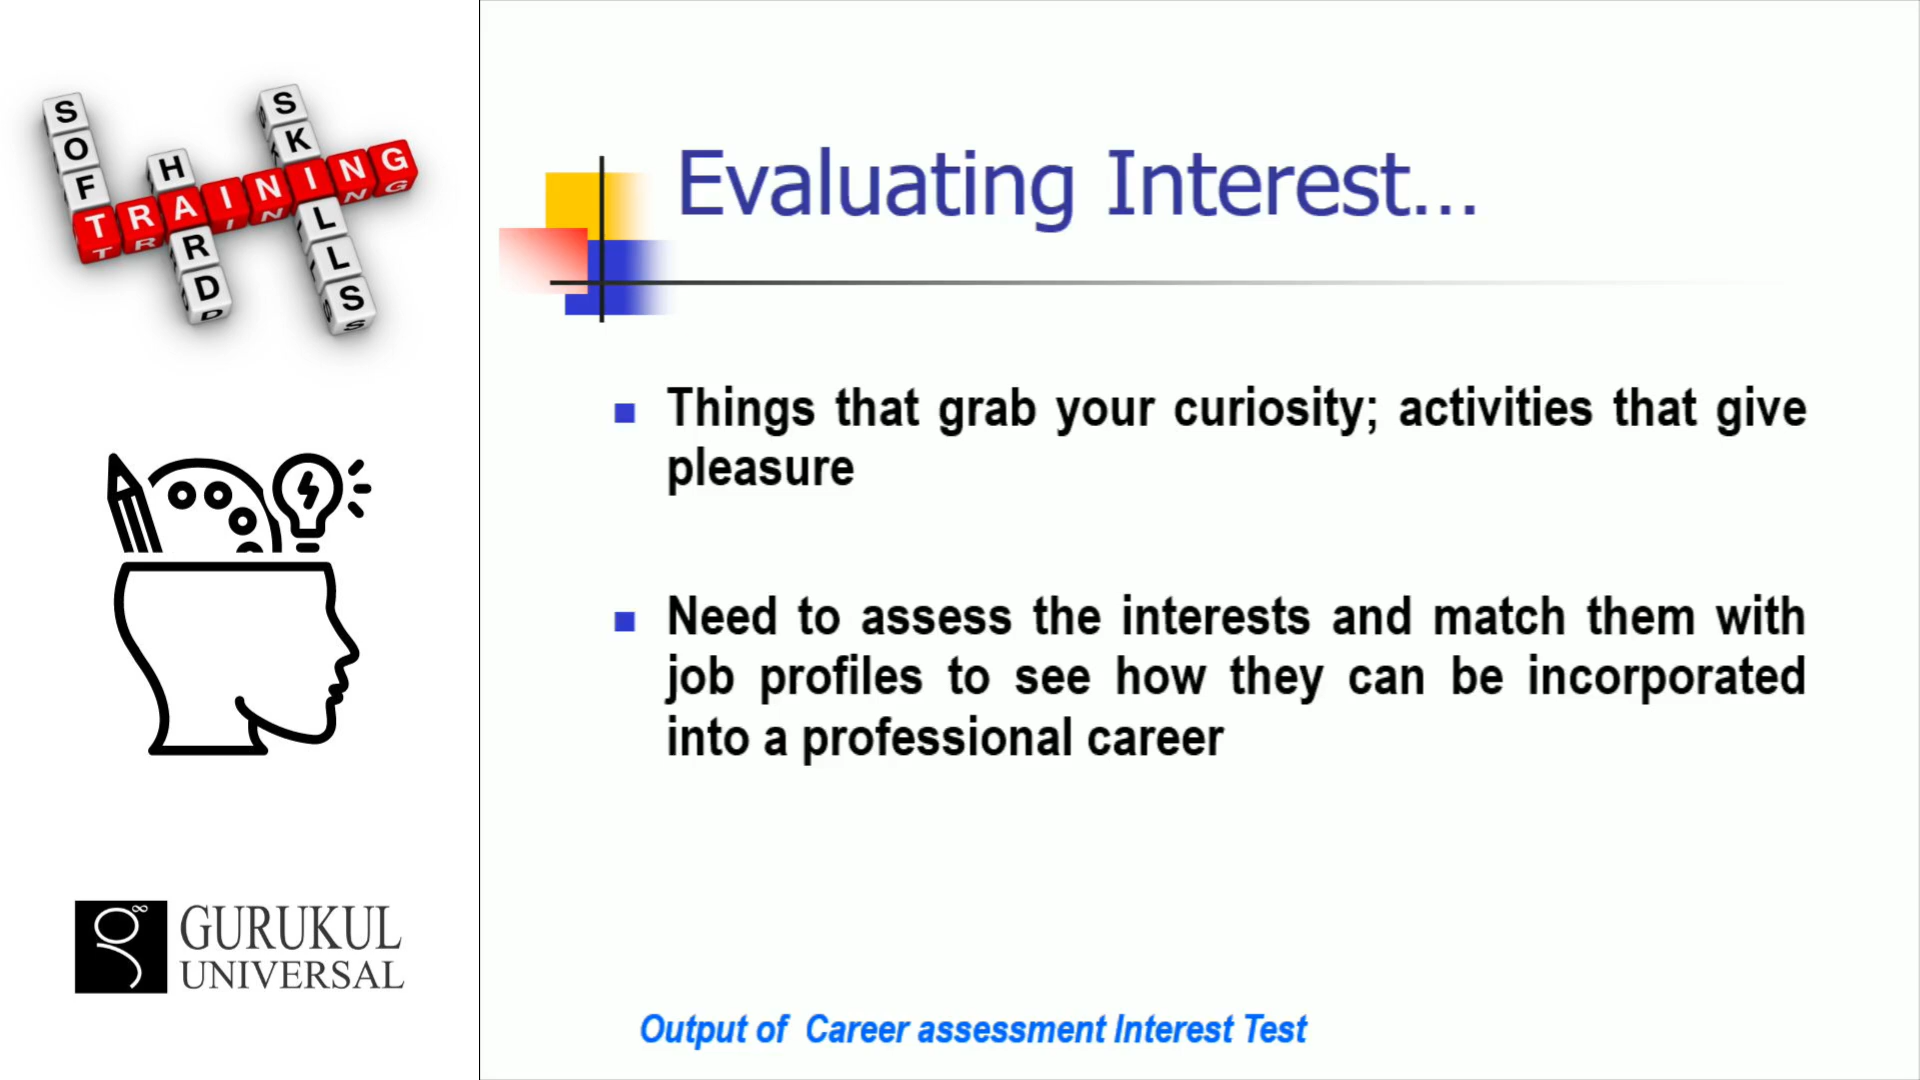 SOFT
HARD
SKILLS
TRAINING
GURUKUL
UNIVERSAL
Evaluating Interest...
Things that grab your curiosity; activities that give
pleasure
Need to assess the interests and match them with
job profiles to see how they can be incorporated
into a professional career
Output of Career assessment Interest Test